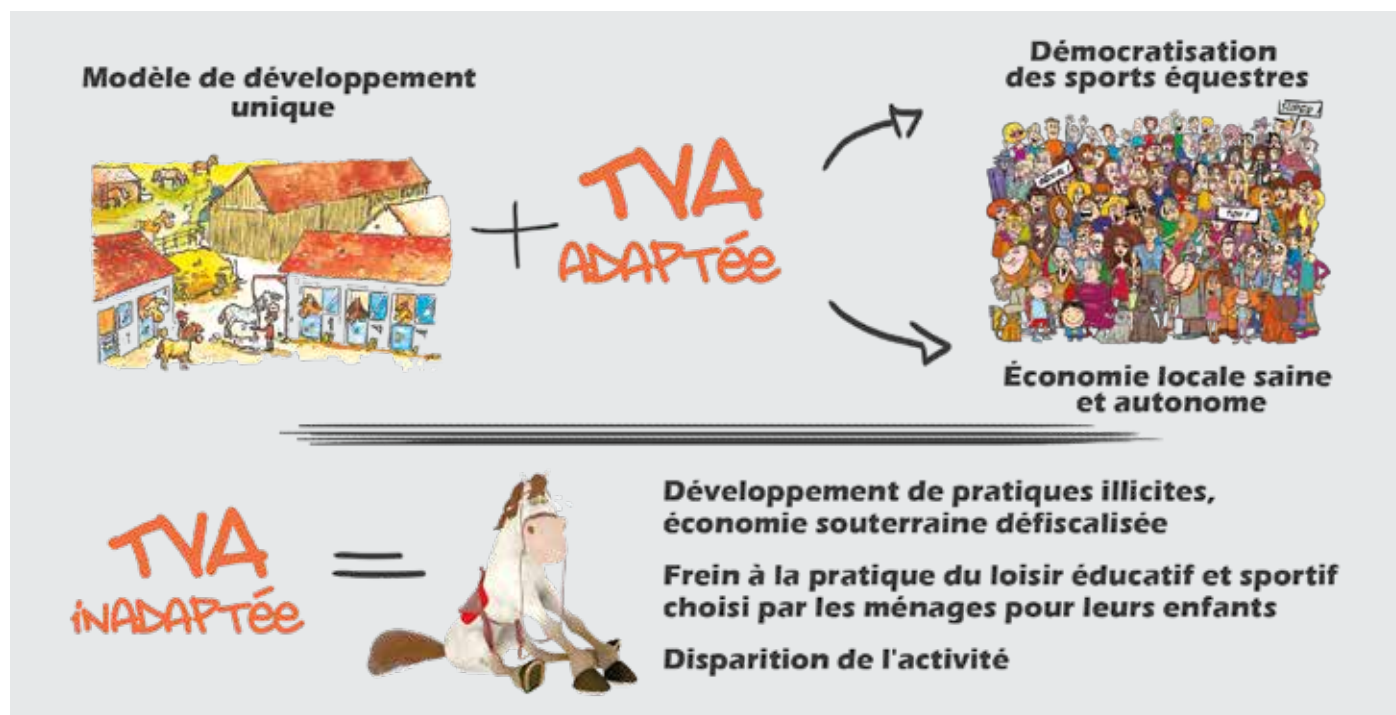 Modèle de développement
unique
+
TVA
ADAPTÉE
Démocratisation
des sports équestres
Économie locale saine
et autonome
TVA
iNADAPTÉE
=
Développement de pratiques illicites,
économie souterraine défiscalisée
Frein à la pratique du loisir éducatif et sportif
choisi par les ménages pour leurs enfants
Disparition de l'activité